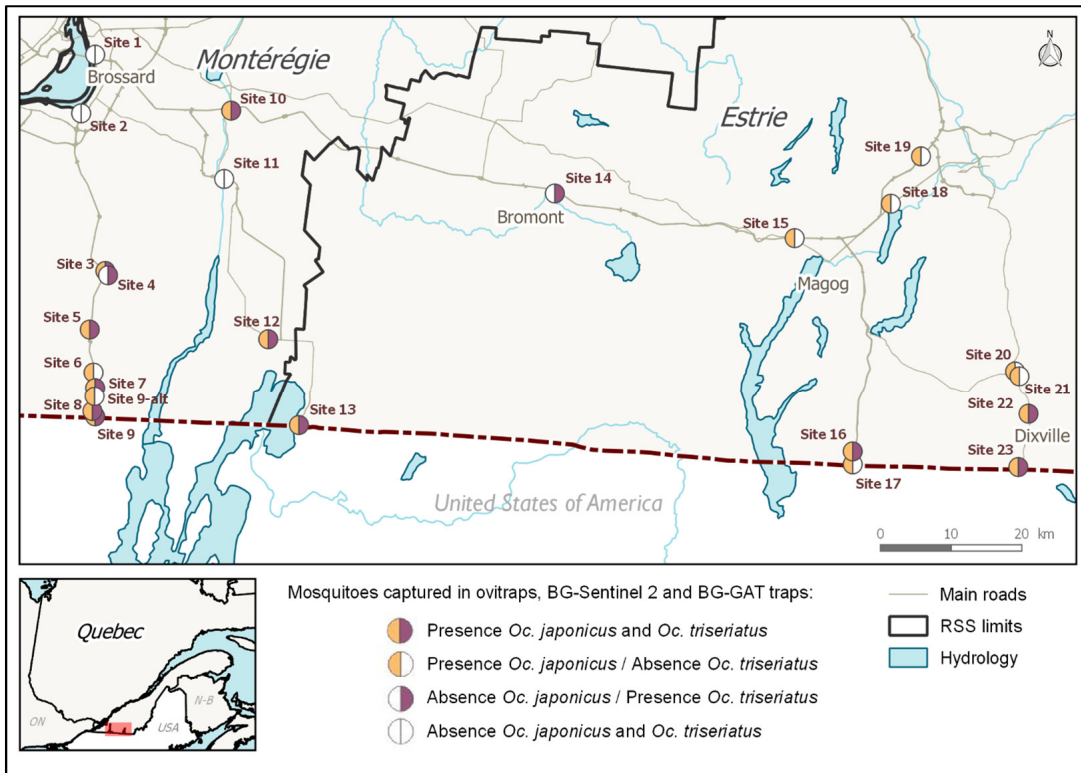 Site 1
Montérégie
Brossard
N
Site 10
Site 2
Estrie
Site 19
Site 11
Site 14
Site 18
Bromont
Site 15
Site 3
Site 4
Magog
Site 5
Site 12
Site 6
Site 20
Site 7
Site 21
Site 9-alt
Site 8
Site 22
Site 13
Site 9
Dixville
Site 16
Site 23
Site 17
United States of America
0 10 20 km
Quebec
ON
USA
N-B
Mosquitoes captured in ovitraps, BG-Sentinel 2 and BG-GAT traps:
Presence Oc. japonicus and Oc. triseriatus
Presence Oc. japonicus / Absence Oc. triseriatus
Absence Oc. japonicus / Presence Oc. triseriatus
Absence Oc. japonicus and Oc. triseriatus
Main roads
RSS limits
Hydrology